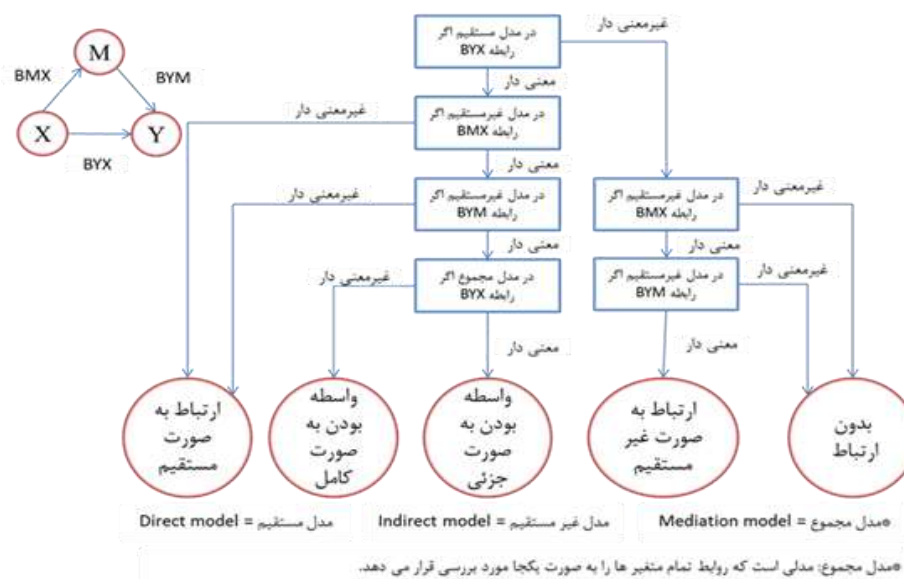 M
BMX
BYM
X
Y
BYX
در مدل مستقیم اگر
رابطه BYX
غیرمعنی دار
معنی دار
در مدل غیرمستقیم اگر
رابطه BMX
غیرمعنی دار
معنی دار
در مدل غیرمستقیم اگر
رابطه BYM
غیرمعنی دار
معنی دار
در مدل مجموع اگر
رابطه BYX
غیرمعنی دار
معنی دار
در مدل غیرمستقیم اگر
رابطه BMX
غیرمعنی دار
معنی دار
در مدل غیرمستقیم اگر
رابطه BYM
غیرمعنی دار
معنی دار
ارتباط به
صورت
مستقیم
واسطه
بودن به
صورت
کامل
واسطه
بودن به
صورت
جزئی
ارتباط به
صورت غیر
مستقیم
بدون
ارتباط
مدل مستقیم = Direct model
مدل غیر مستقیم = Indirect model
*مدل مجموع = Mediation model
*مدل مجموع: مدلی است که روابط تمام متغیر ها را به صورت یکجا مورد بررسی قرار می دهد.